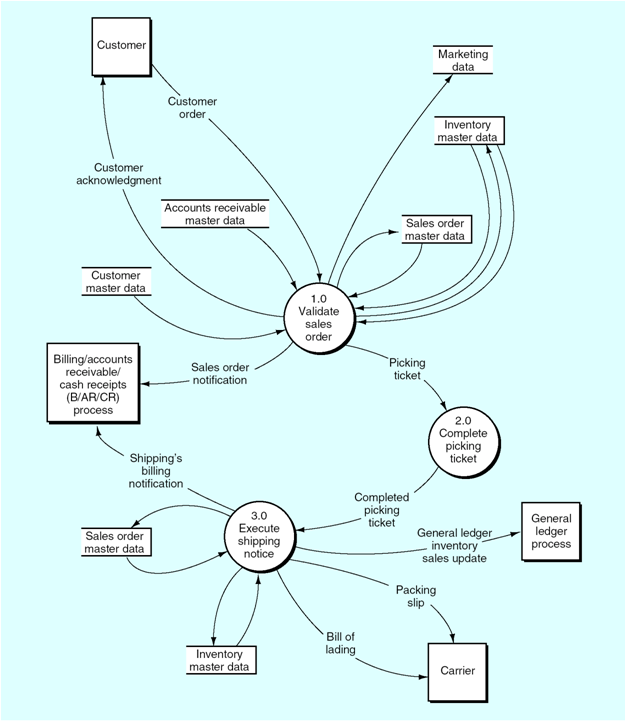 Customer
Marketing
data
Customer
order
Inventory
master data
Customer
acknowledgment
Accounts receivable
master data
Sales order
master data
Customer
master data
1.0
Validate
sales
order
Billing/accounts
receivable/
cash receipts
(B/AR/CR)
process
Sales order
notification
Picking
ticket
2.0
Complete
picking
ticket
Shipping's
billing
notification
Completed
picking
ticket
3.0
Execute
shipping
notice
Sales order
master data
General ledger
inventory
sales update
General
ledger
process
Packing
slip
Bill of
lading
Inventory
master data
Carrier